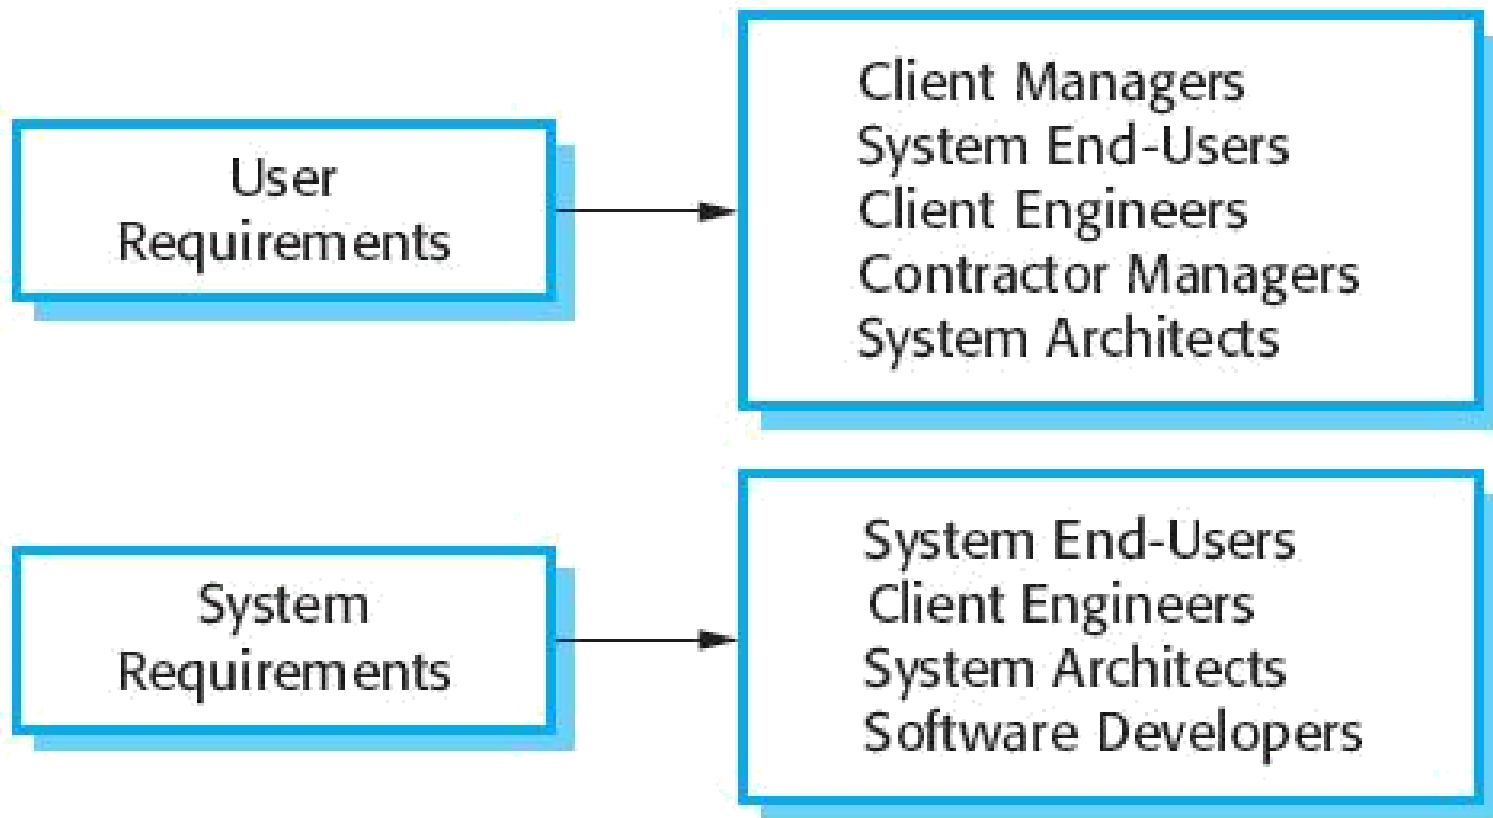 User
Requirements
Client Managers
System End-Users
Client Engineers
Contractor Managers
System Architects
System
Requirements
System End-Users
Client Engineers
System Architects
Software Developers